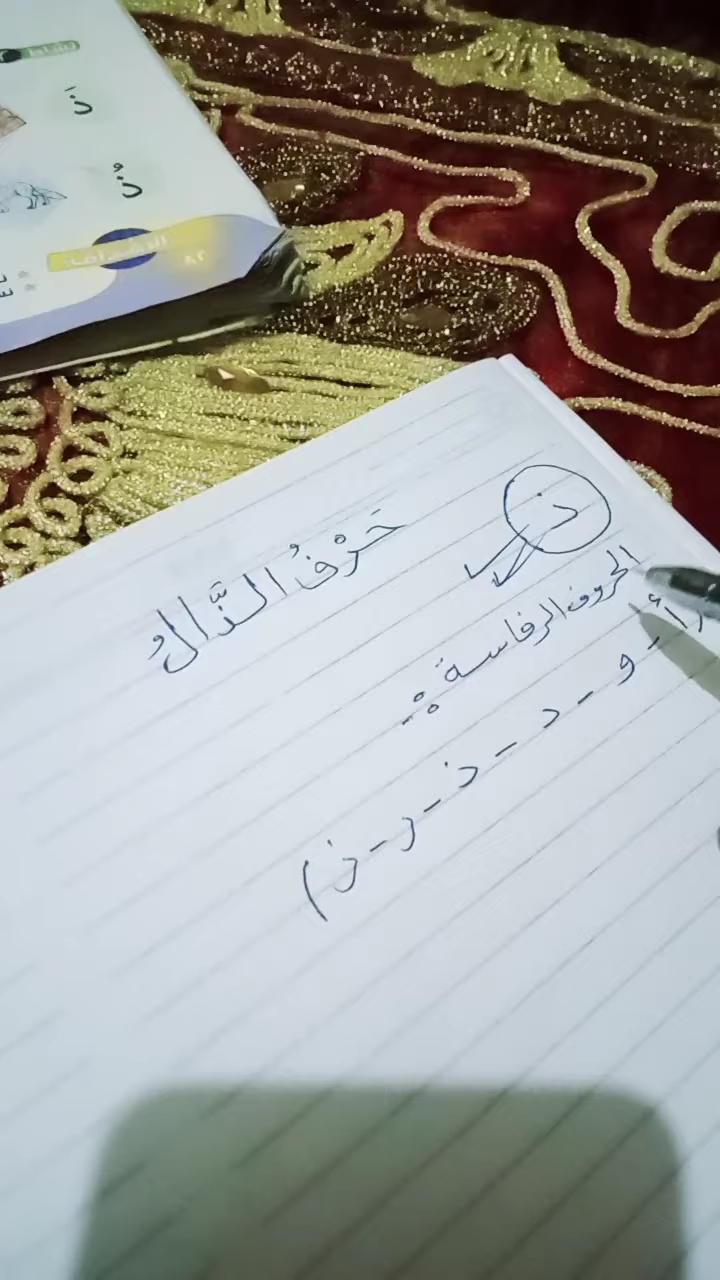 ذ
حَرْفُ الذَّالُ
الحروف الرفاسة :-
(أ - و - د - ذ - ر - ز)